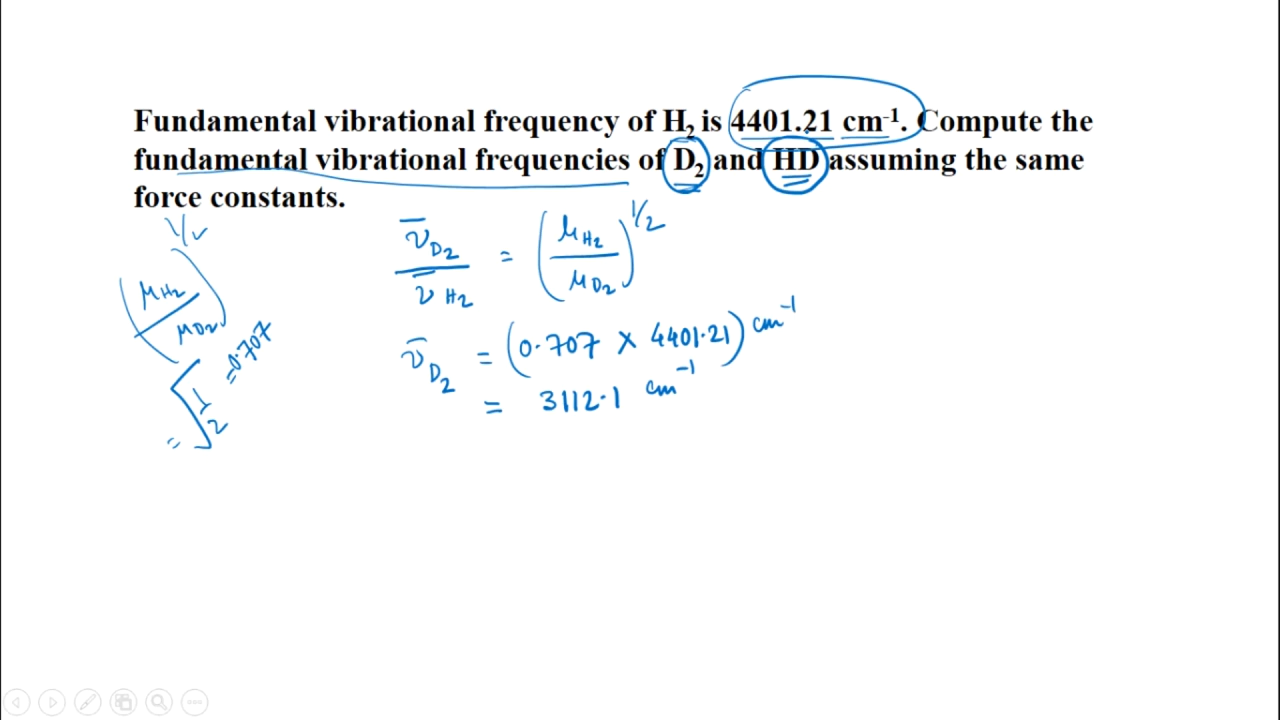 Fundamental vibrational frequency of H₂ is 4401.21 cm⁻¹. Compute the
fundamental vibrational frequencies of D₂ and HD assuming the same
force constants.
(μH₂/μD₂)^1/2
= √1/2 = 0.707
ν̄D₂/ν̄H₂ = (μH₂/μD₂)^1/2
ν̄D₂ = (0.707 × 4401.21) cm⁻¹
= 3112.1 cm⁻¹